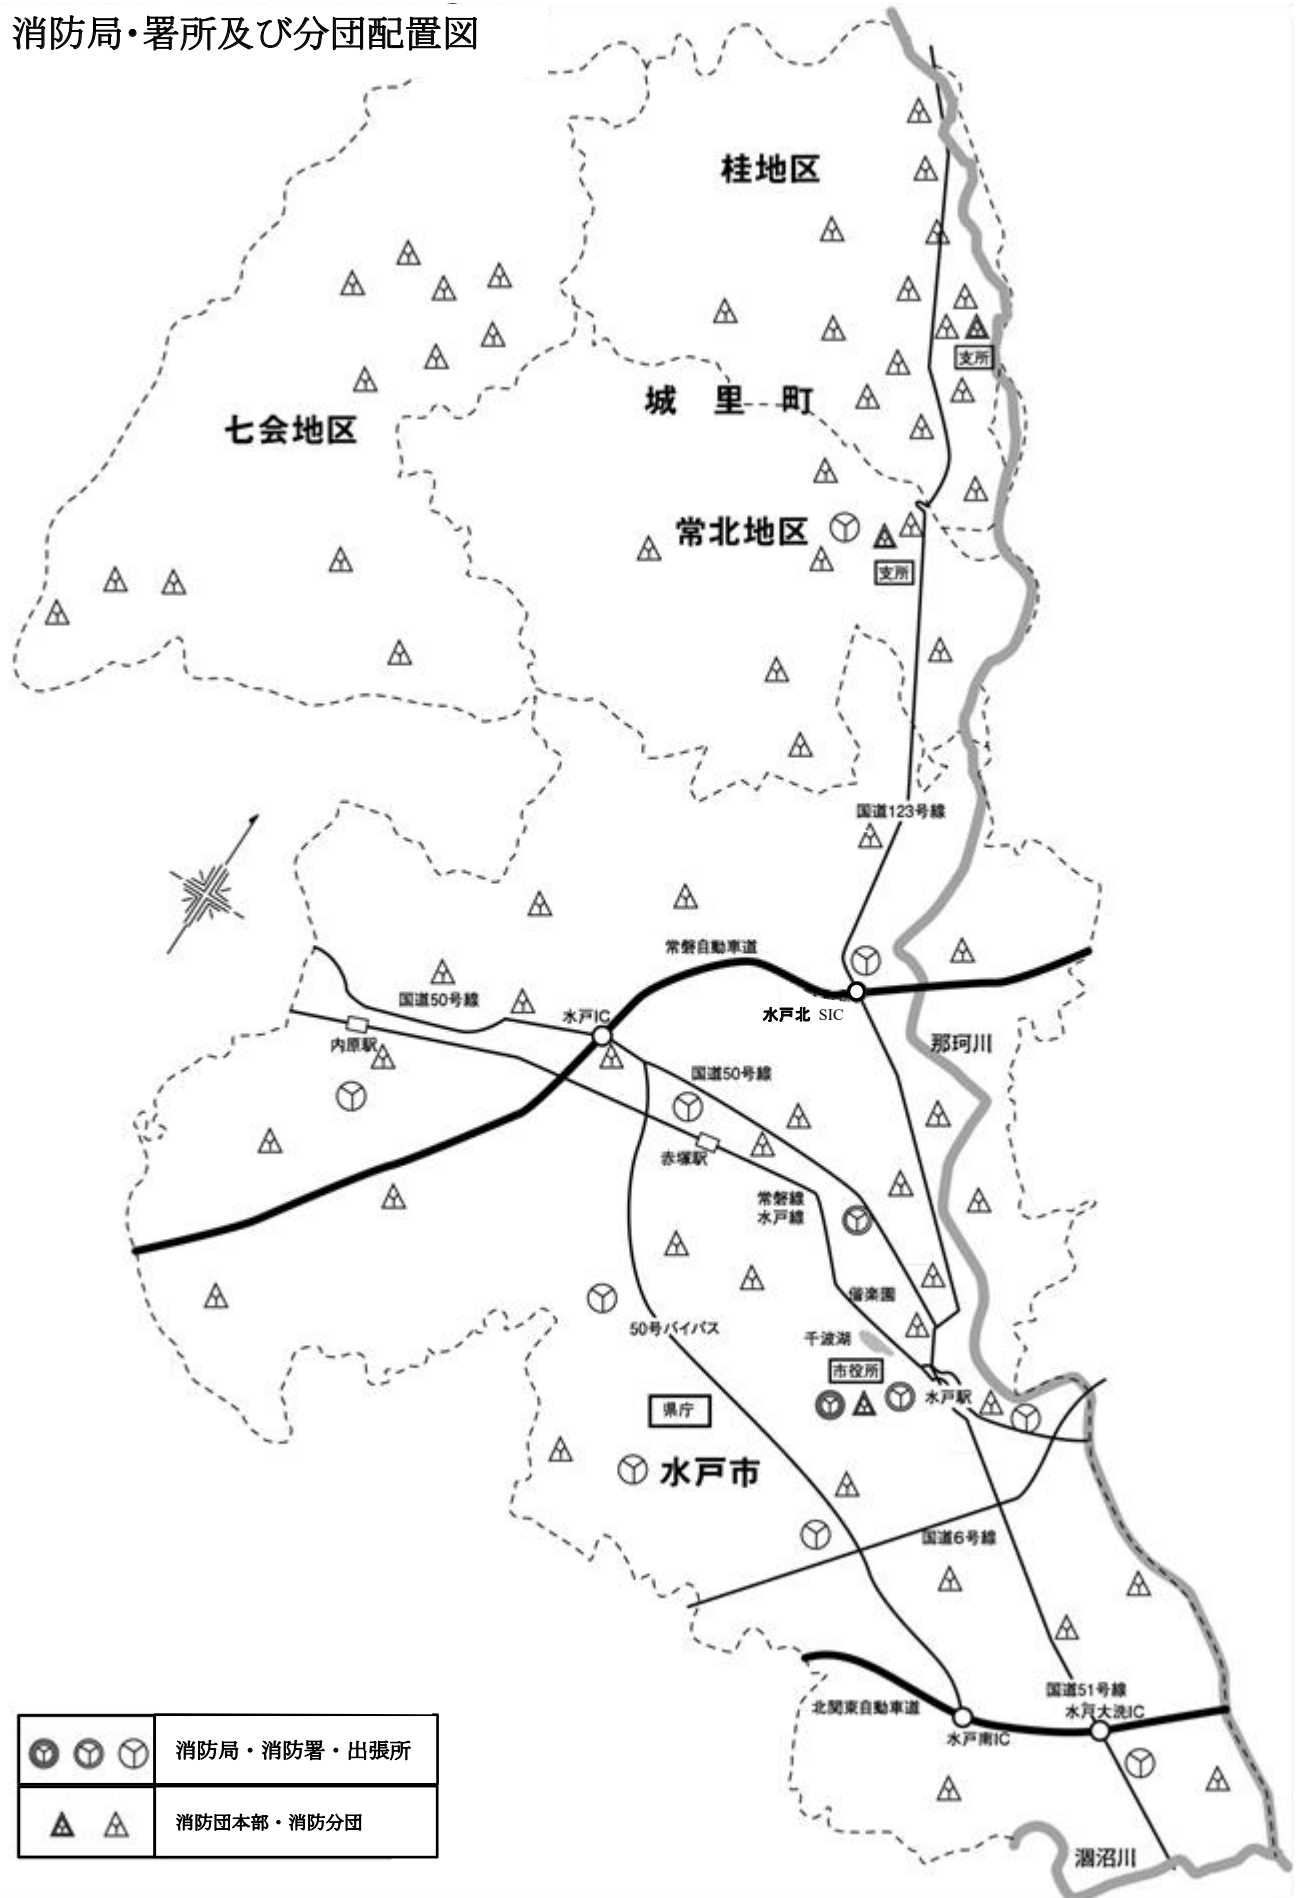 消防局・署所及び分団配置図
桂地区
支所
城里町
七会地区
常北地区
支所
国道123号線
常磐自動車道
国道50号線
水戸IC
水戸北 SIC
内原駅
那珂川
国道50号線
赤塚駅
常磐線
水戸線
偕楽園
50号バイパス
千波湖
市役所
水戸駅
県庁
水戸市
国道6号線
国道51号線
北関東自動車道
水戸大洗IC
水戸南IC
消防局・消防署・出張所
消防団本部・消防分団
涸沼川